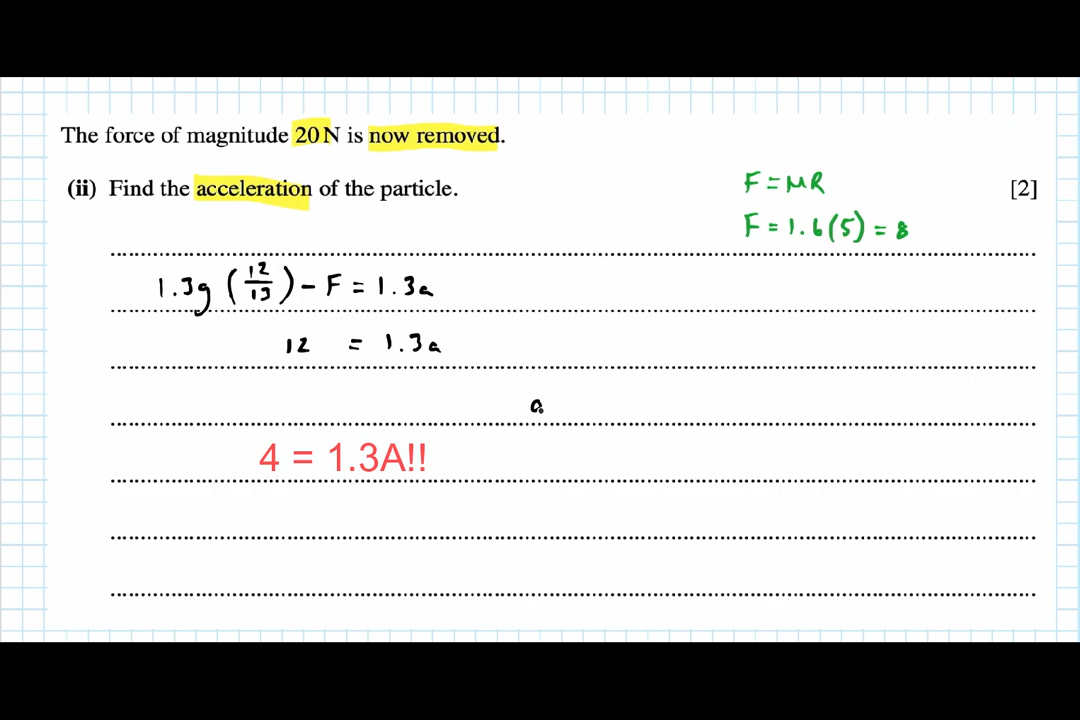 The force of magnitude 20 N is now removed.
(ii) Find the acceleration of the particle. [2]
F = μR
F = 1.6(5) = 8
1.3g (12/13) - F = 1.3a
12 = 1.3a
a
4 = 1.3A!!